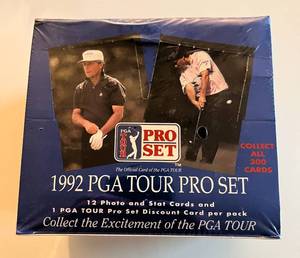 PGA
TOUR
PRO
SET
TM
The Official Card of the PGA TOUR
COLLECT
ALL
300
CARDS
1992 PGA TOUR PRO SET
12 Photo and Stat Cards and
1 PGA TOUR Pro Set Discount Card per pack
Collect the Excitement of the PGA TOUR